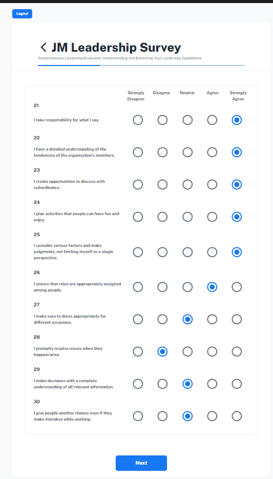 Logout
JM Leadership Survey
Comprehensive Leadership Evaluation: Understanding and Enhancing Your Leadership Capabilities
Strongly Disagree Neutral Agree Strongly
Disagree Agree
21
I take responsibility for what I say.
22
I have a detailed understanding of the
tendencies of the organization's members.
23
I create opportunities to discuss with
subordinates.
24
I plan activities that people can have fun and
enjoy.
25
I consider various factors and make
judgments, not limiting myself to a single
perspective.
26
I ensure that roles are appropriately assigned
among people.
27
I make sure to dress appropriately for
different occasions.
28
I promptly resolve issues when they
happen/arise.
29
I make decisions with a complete
understanding of all relevant information.
30
I give people another chance even if they
make mistakes while working.
Next